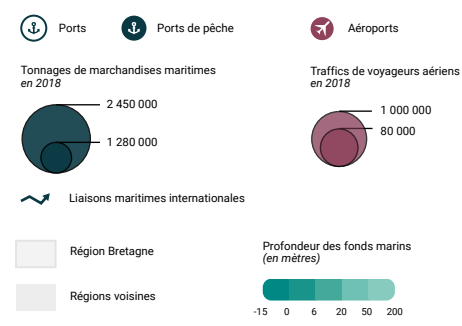 Ports
Ports de pêche
Aéroports
Tonnages de marchandises maritimes
en 2018
2 450 000
1 280 000
Traffics de voyageurs aériens
en 2018
1 000 000
80 000
Liaisons maritimes internationales
Région Bretagne
Régions voisines
Profondeur des fonds marins
(en mètres)
-15 0 6 20 50 200